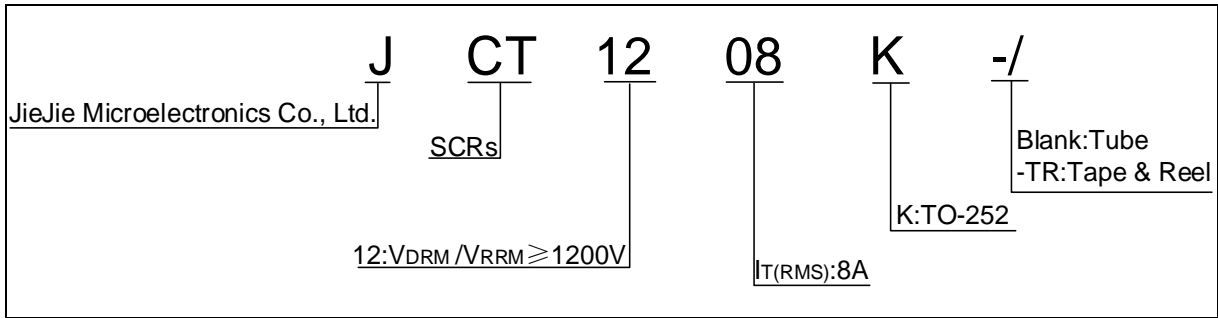 J CT 12 08 K -/
JieJie Microelectronics Co., Ltd.
SCRs
Blank:Tube
-TR:Tape & Reel
K:TO-252
12:VDRM /VRRM≥1200V
IT(RMS):8A